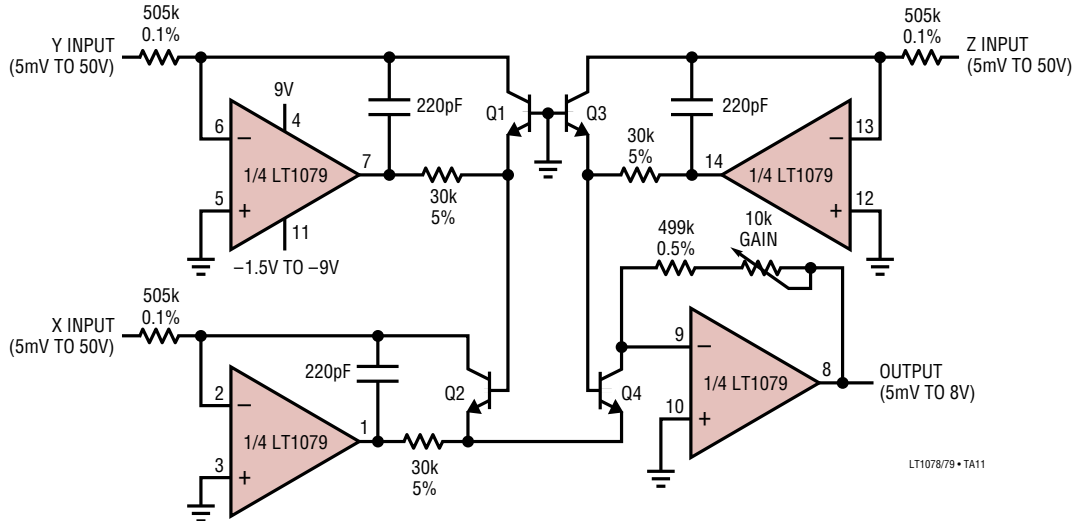 505k
0.1%
Y INPUT
(5mV TO 50V)
505k
0.1%
Z INPUT
(5mV TO 50V)
9V
4
220pF
Q1
Q3
220pF
6
−
1/4 LT1079
7
30k
5%
5
+
11
−1.5V TO −9V
30k
5%
14
1/4 LT1079
−
13
+
12
499k
0.5%
10k
GAIN
505k
0.1%
X INPUT
(5mV TO 50V)
220pF
Q2
Q4
2
−
1/4 LT1079
1
3
+
30k
5%
9
−
1/4 LT1079
8
10
+
OUTPUT
(5mV TO 8V)
LT1078/79 • TA11